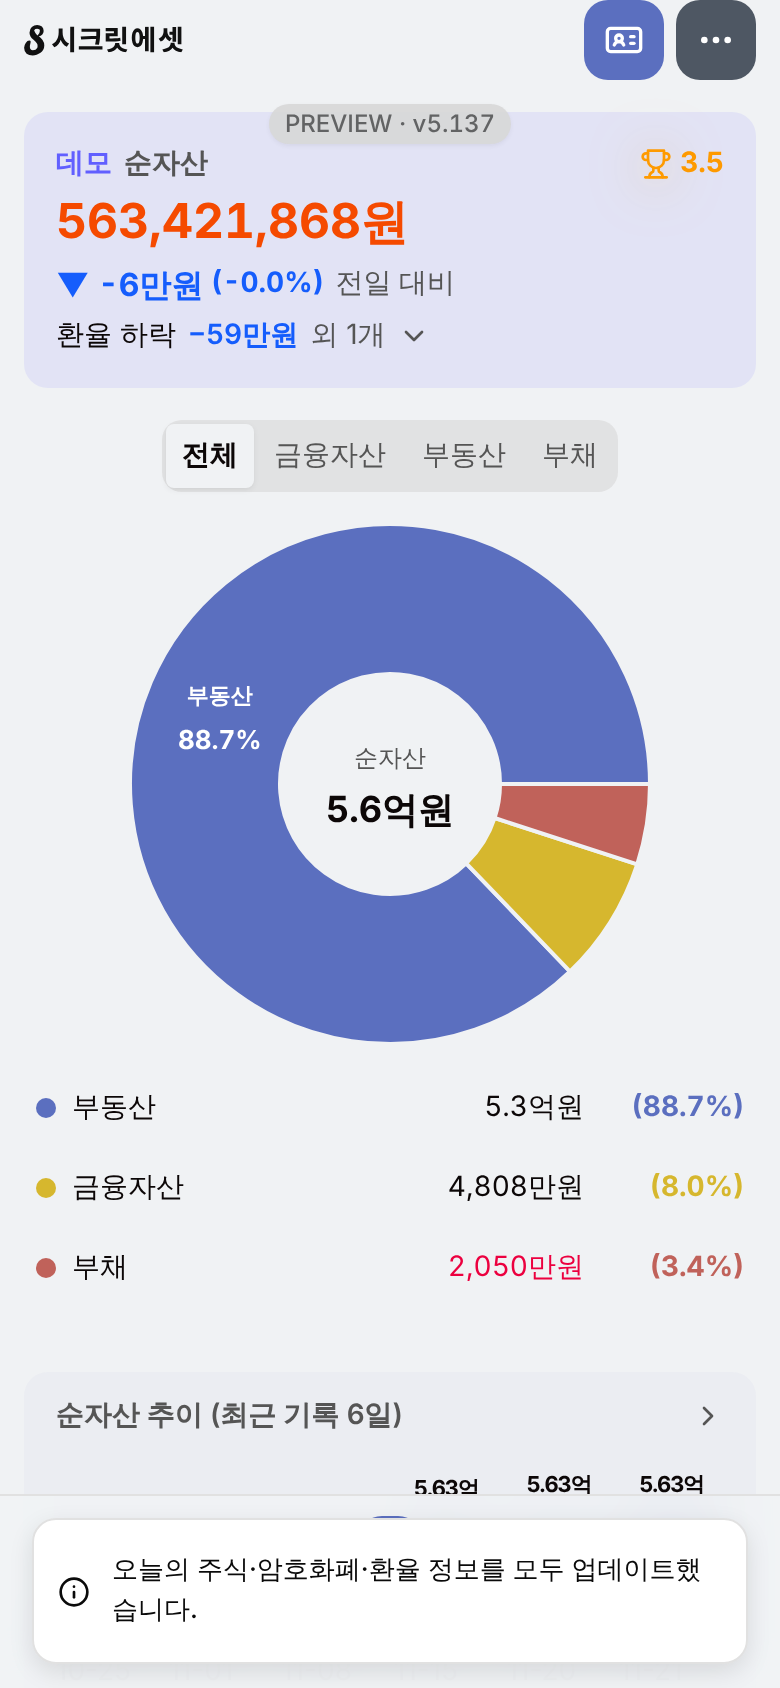 시크릿에셋
PREVIEW · v5.137
데모 순자산
3.5
563,421,868원
▼ -6만원 (-0.0%) 전일 대비
환율 하락 −59만원 외 1개
전체 금융자산 부동산 부채
부동산
88.7%
순자산
5.6억원
부동산 5.3억원 (88.7%)
금융자산 4,808만원 (8.0%)
부채 2,050만원 (3.4%)
순자산 추이 (최근 기록 6일)
5.63억 5.63억 5.63억
오늘의 주식·암호화폐·환율 정보를 모두 업데이트했
습니다.